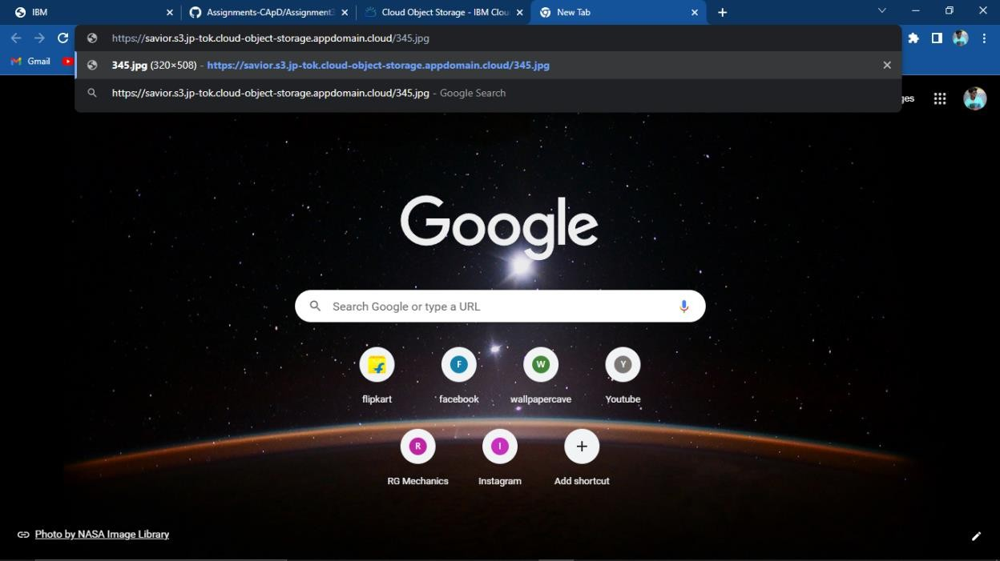 IBM
Assignments-CApD/Assignment3
Cloud Object Storage - IBM Clou
New Tab
https://savior.s3.jp-tok.cloud-object-storage.appdomain.cloud/345.jpg
Gmail
345.jpg (320×508) - https://savior.s3.jp-tok.cloud-object-storage.appdomain.cloud/345.jpg
https://savior.s3.jp-tok.cloud-object-storage.appdomain.cloud/345.jpg - Google Search
ges
Google
Search Google or type a URL
F
W
Y
flipkart
facebook
wallpapercave
Youtube
R
I
RG Mechanics
Instagram
Add shortcut
Photo by NASA Image Library